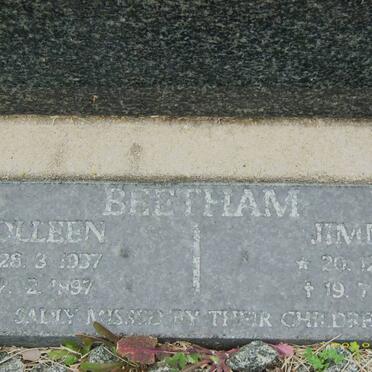 BEETHAM
OLLEEN JIM
28.3.1937 ★ 20.12
.2.1997 † 19.7
SADLY MISSED BY THEIR CHILDRE